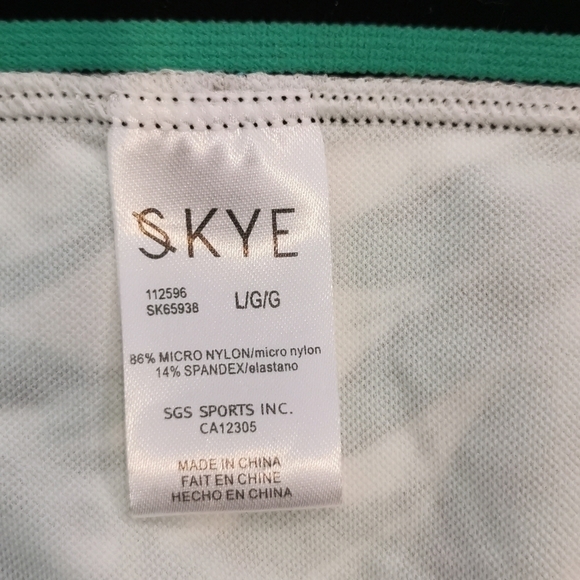 SKYE
112596
SK65938
L/G/G
86% MICRO NYLON/micro nylon
14% SPANDEX/elastano
SGS SPORTS INC.
CA12305
MADE IN CHINA
FAIT EN CHINE
HECHO EN CHINA